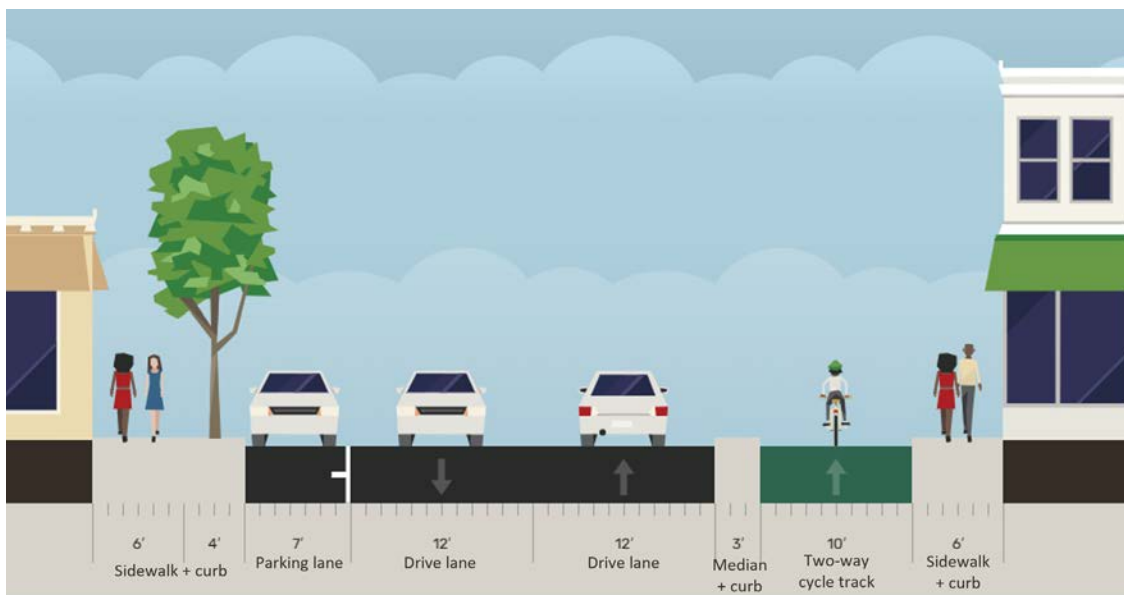 6' 4' 7' 12' 12' 3' 10' 6'
Sidewalk + curb Parking lane Drive lane Drive lane Median + curb Two-way cycle track Sidewalk + curb